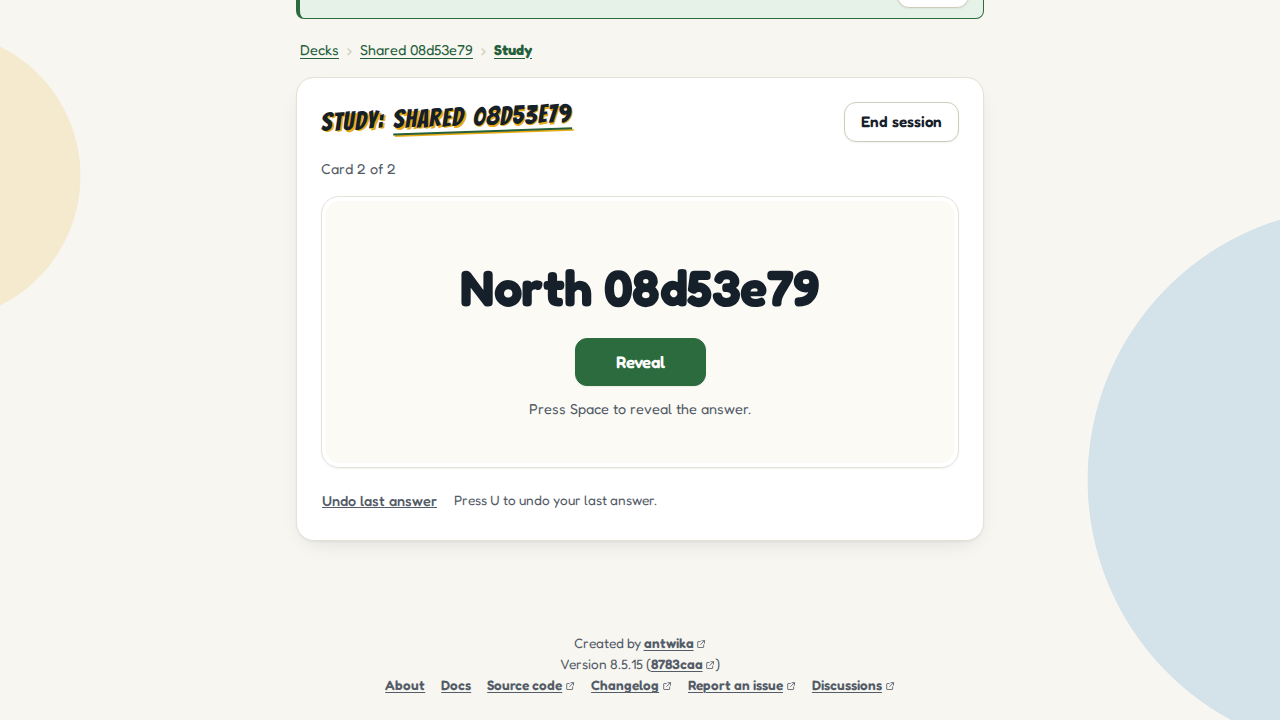 Decks › Shared 08d53e79 › Study
STUDY: SHARED 08D53E79
End session
Card 2 of 2
North 08d53e79
Reveal
Press Space to reveal the answer.
Undo last answer Press U to undo your last answer.
Created by antwika
Version 8.5.15 (8783caa)
About Docs Source code Changelog Report an issue Discussions